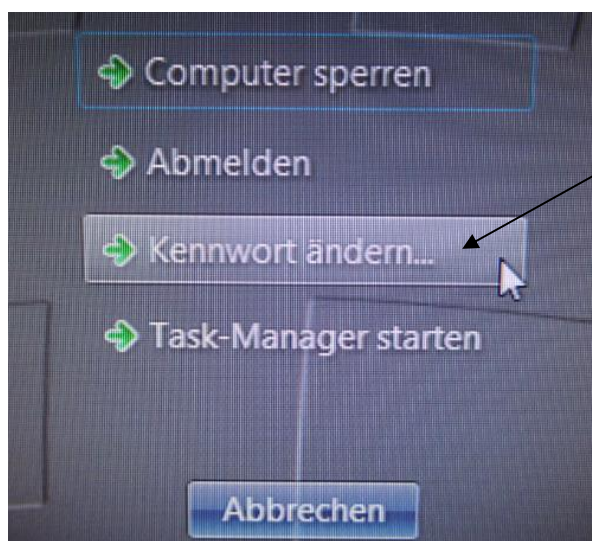 Computer sperren
Abmelden
Kennwort ändern...
Task-Manager starten
Abbrechen